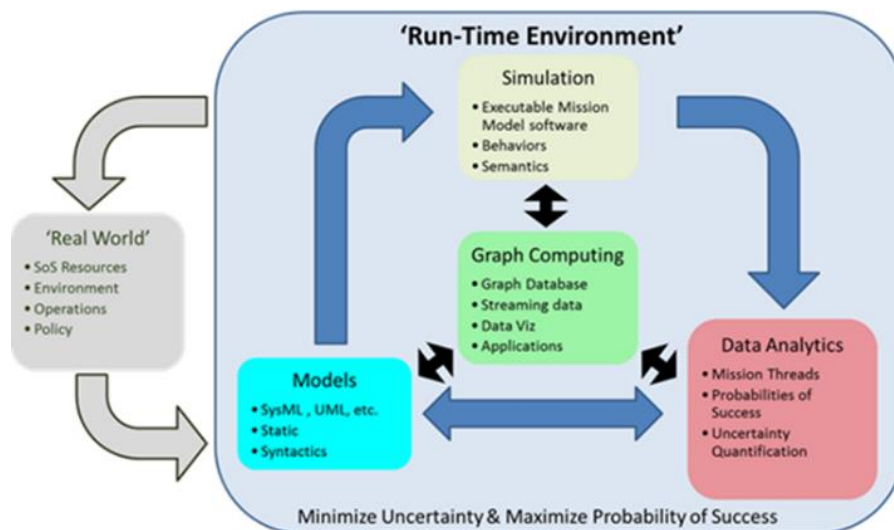 ‘Run-Time Environment’
Simulation
• Executable Mission
Model software
• Behaviors
• Semantics
‘Real World’
• SoS Resources
• Environment
• Operations
• Policy
Graph Computing
• Graph Database
• Streaming data
• Data Viz
• Applications
Models
• SysML , UML, etc.
• Static
• Syntactics
Data Analytics
• Mission Threads
• Probabilities of
Success
• Uncertainty
Quantification
Minimize Uncertainty & Maximize Probability of Success